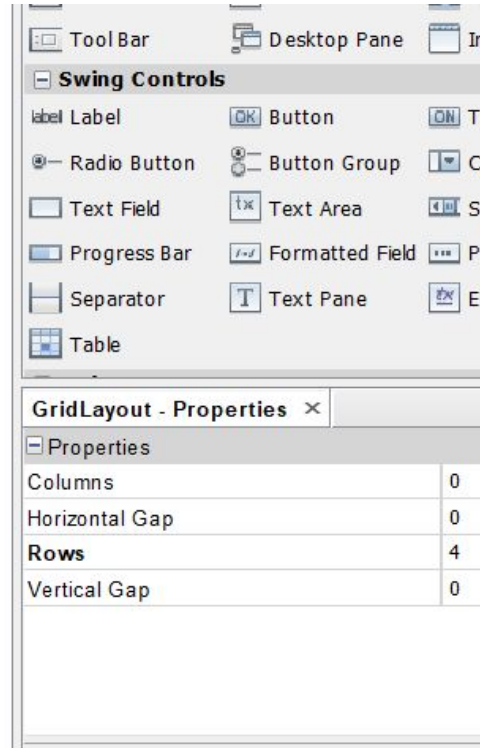 Tool Bar Desktop Pane
Swing Controls
label Label OK Button ON
Radio Button Button Group
Text Field Text Area
Progress Bar Formatted Field
Separator T Text Pane
Table
GridLayout - Properties ×
Properties
Columns 0
Horizontal Gap 0
Rows 4
Vertical Gap 0